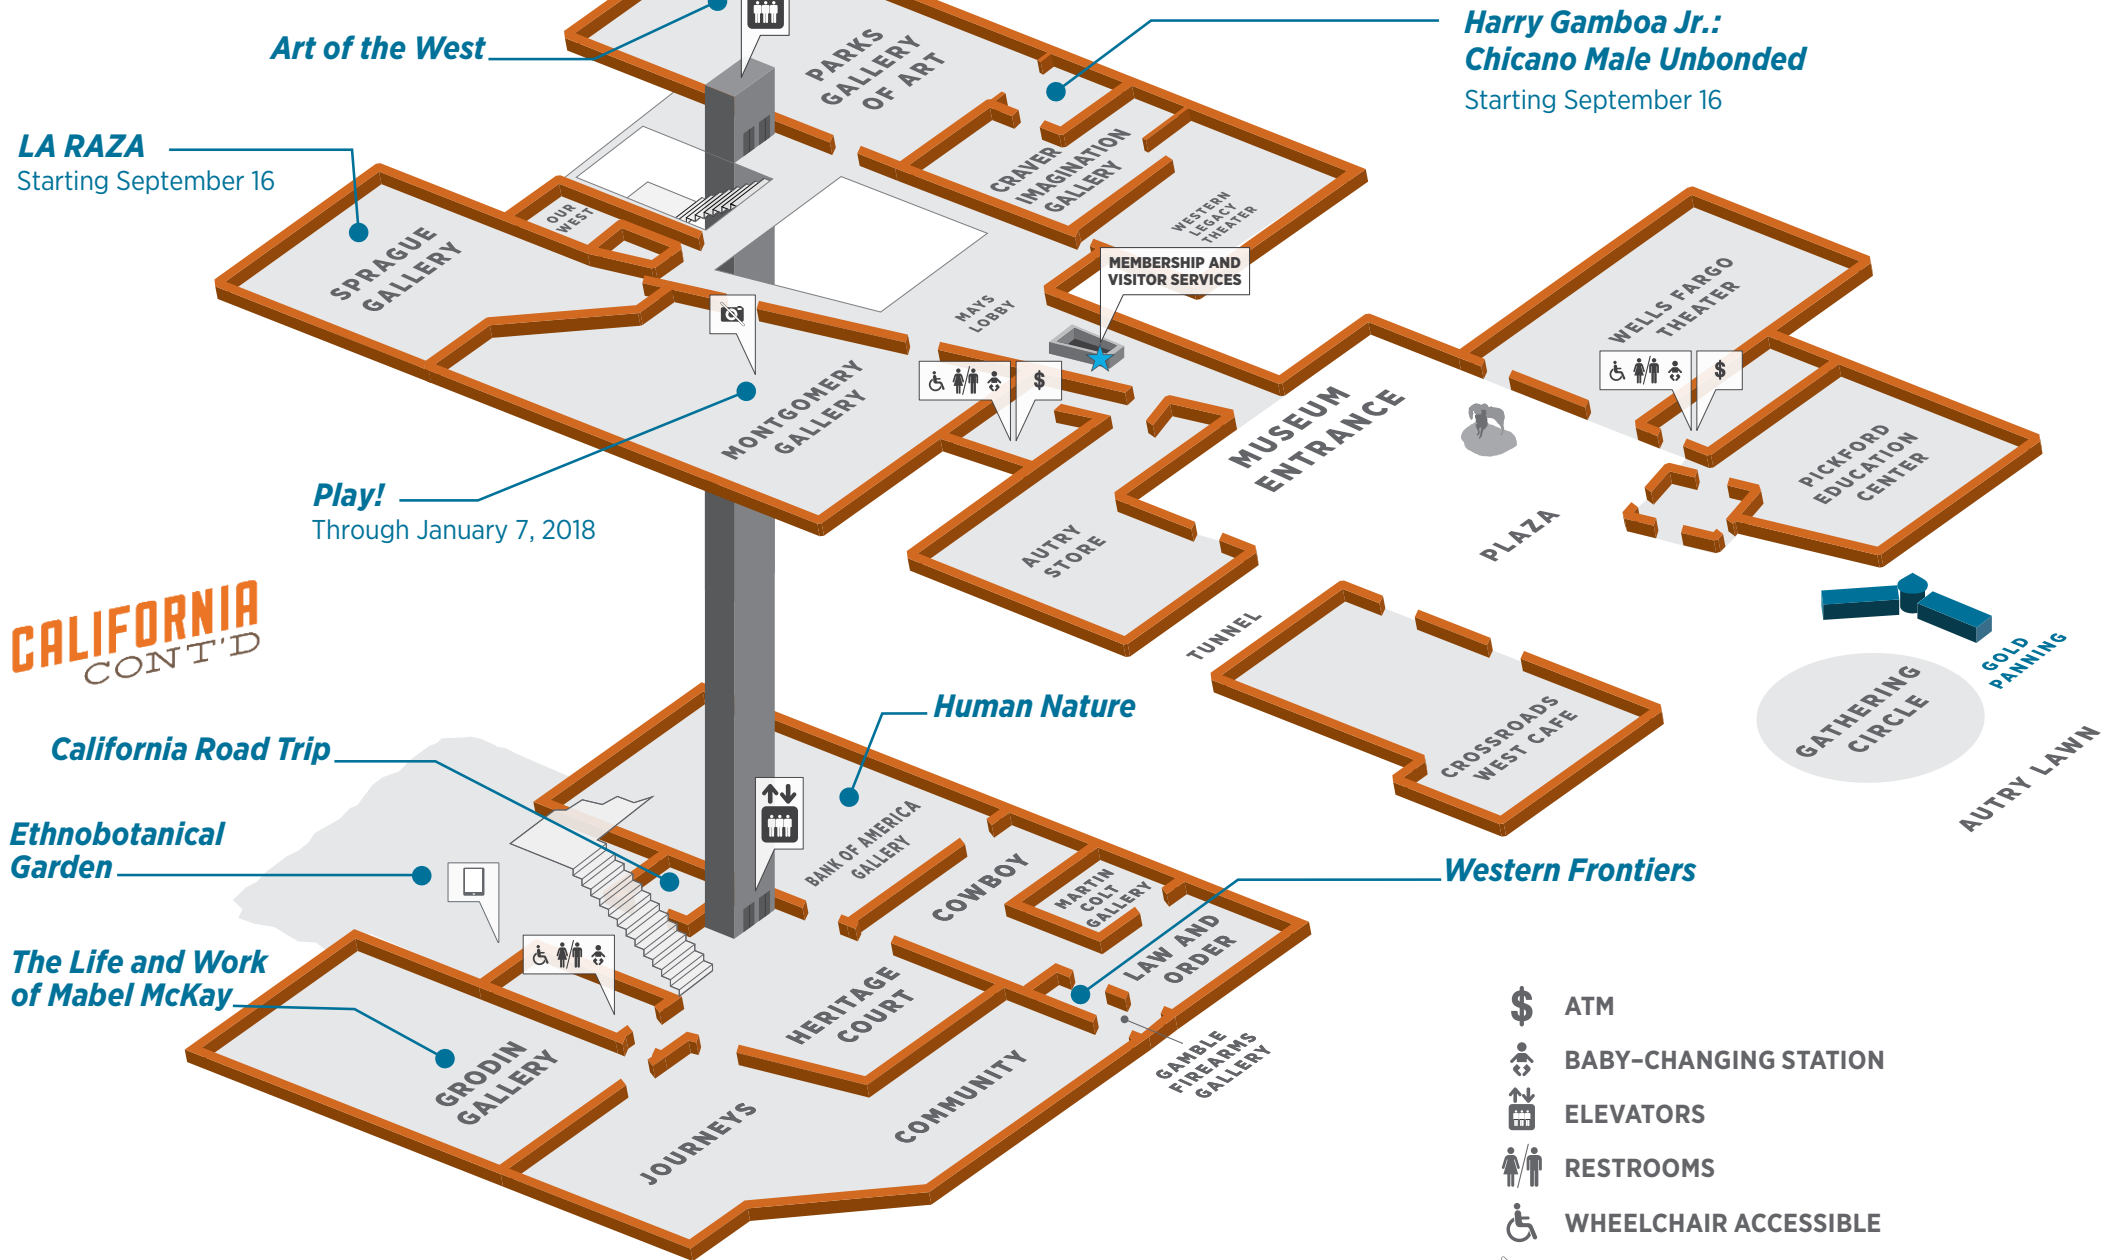 Art of the West
Harry Gamboa Jr.:
Chicano Male Unbonded
Starting September 16
PARKS
GALLERY
OF ART
LA RAZA
Starting September 16
CRAVER
IMAGINATION
GALLERY
OUR
WEST
WESTERN
LEGACY
THEATER
SPRAGUE
GALLERY
MEMBERSHIP AND
VISITOR SERVICES
MAYS
LOBBY
WELLS FARGO
THEATER
$
$
MONTGOMERY
GALLERY
MUSEUM
ENTRANCE
PICKFORD
EDUCATION
CENTER
Play!
Through January 7, 2018
AUTRY
STORE
PLAZA
CALIFORNIA
CONT'D
TUNNEL
GOLD
PANNING
GATHERING
CIRCLE
CROSSROADS
WEST CAFE
AUTRY LAWN
Human Nature
California Road Trip
BANK OF AMERICA
GALLERY
Ethnobotanical
Garden
COWBOY
MARTIN
COLT
GALLERY
Western Frontiers
LAW AND
ORDER
The Life and Work
of Mabel McKay
HERITAGE
COURT
GAMBLE
FIREARMS
GALLERY
GRODIN
GALLERY
COMMUNITY
JOURNEYS
$ ATM
BABY-CHANGING STATION
ELEVATORS
RESTROOMS
WHEELCHAIR ACCESSIBLE